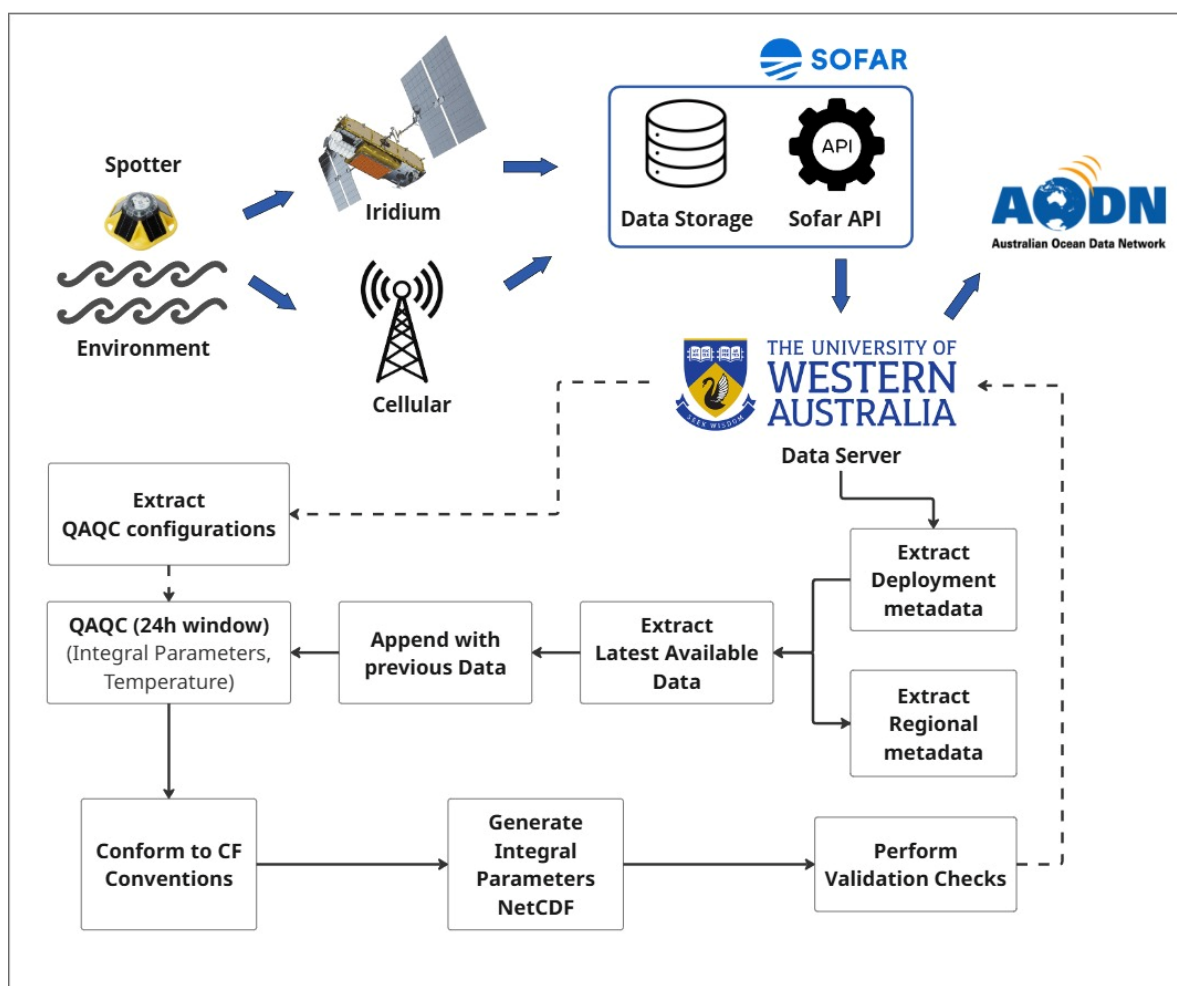 SOFAR
Spotter
API
Iridium
Data Storage
Sofar API
AODN
Australian Ocean Data Network
Environment
Cellular
THE UNIVERSITY OF
WESTERN
AUSTRALIA
SEEK WISDOM
Data Server
Extract
QAQC configurations
Extract
Deployment
metadata
QAQC (24h window)
(Integral Parameters,
Temperature)
Append with
previous Data
Extract
Latest Available
Data
Extract
Regional
metadata
Conform to CF
Conventions
Generate
Integral
Parameters
NetCDF
Perform
Validation Checks